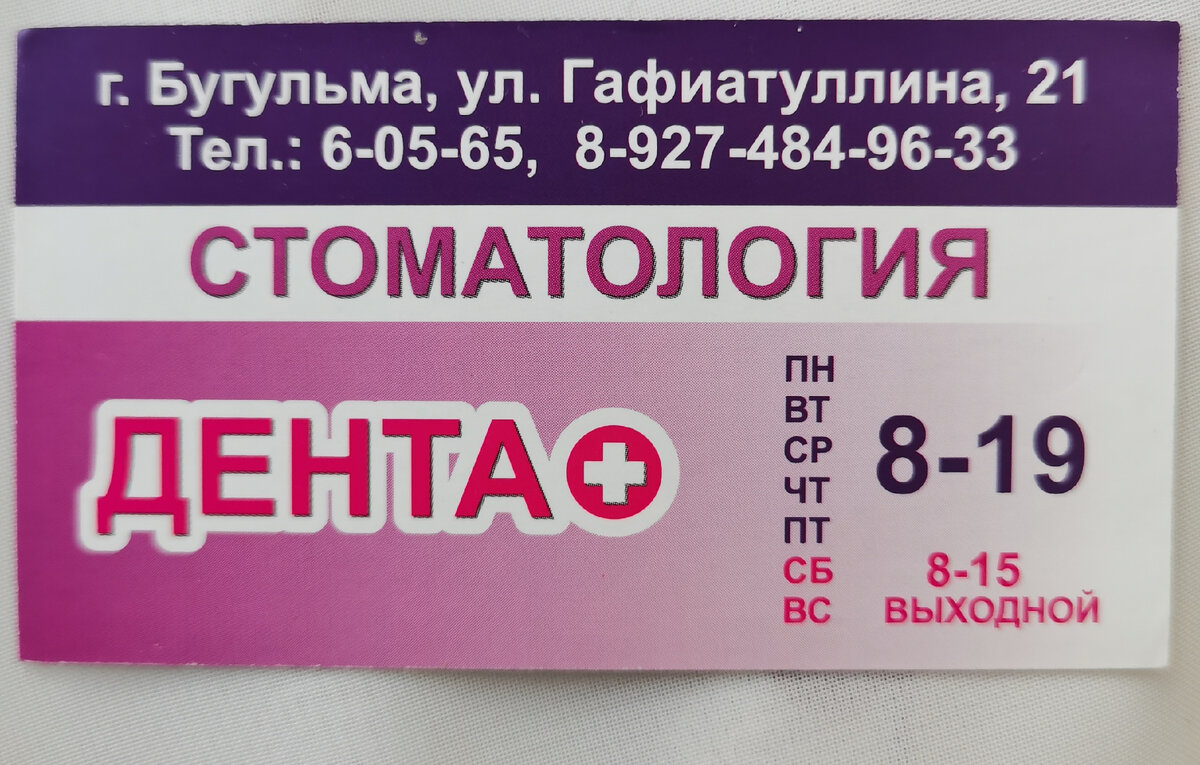 г. Бугульма, ул. Гафиатуллина, 21
Тел.: 6-05-65, 8-927-484-96-33
СТОМАТОЛОГИЯ
ДЕНТА+
ПН
ВТ
СР
ЧТ
ПТ
8-19
СБ 8-15
ВС ВЫХОДНОЙ